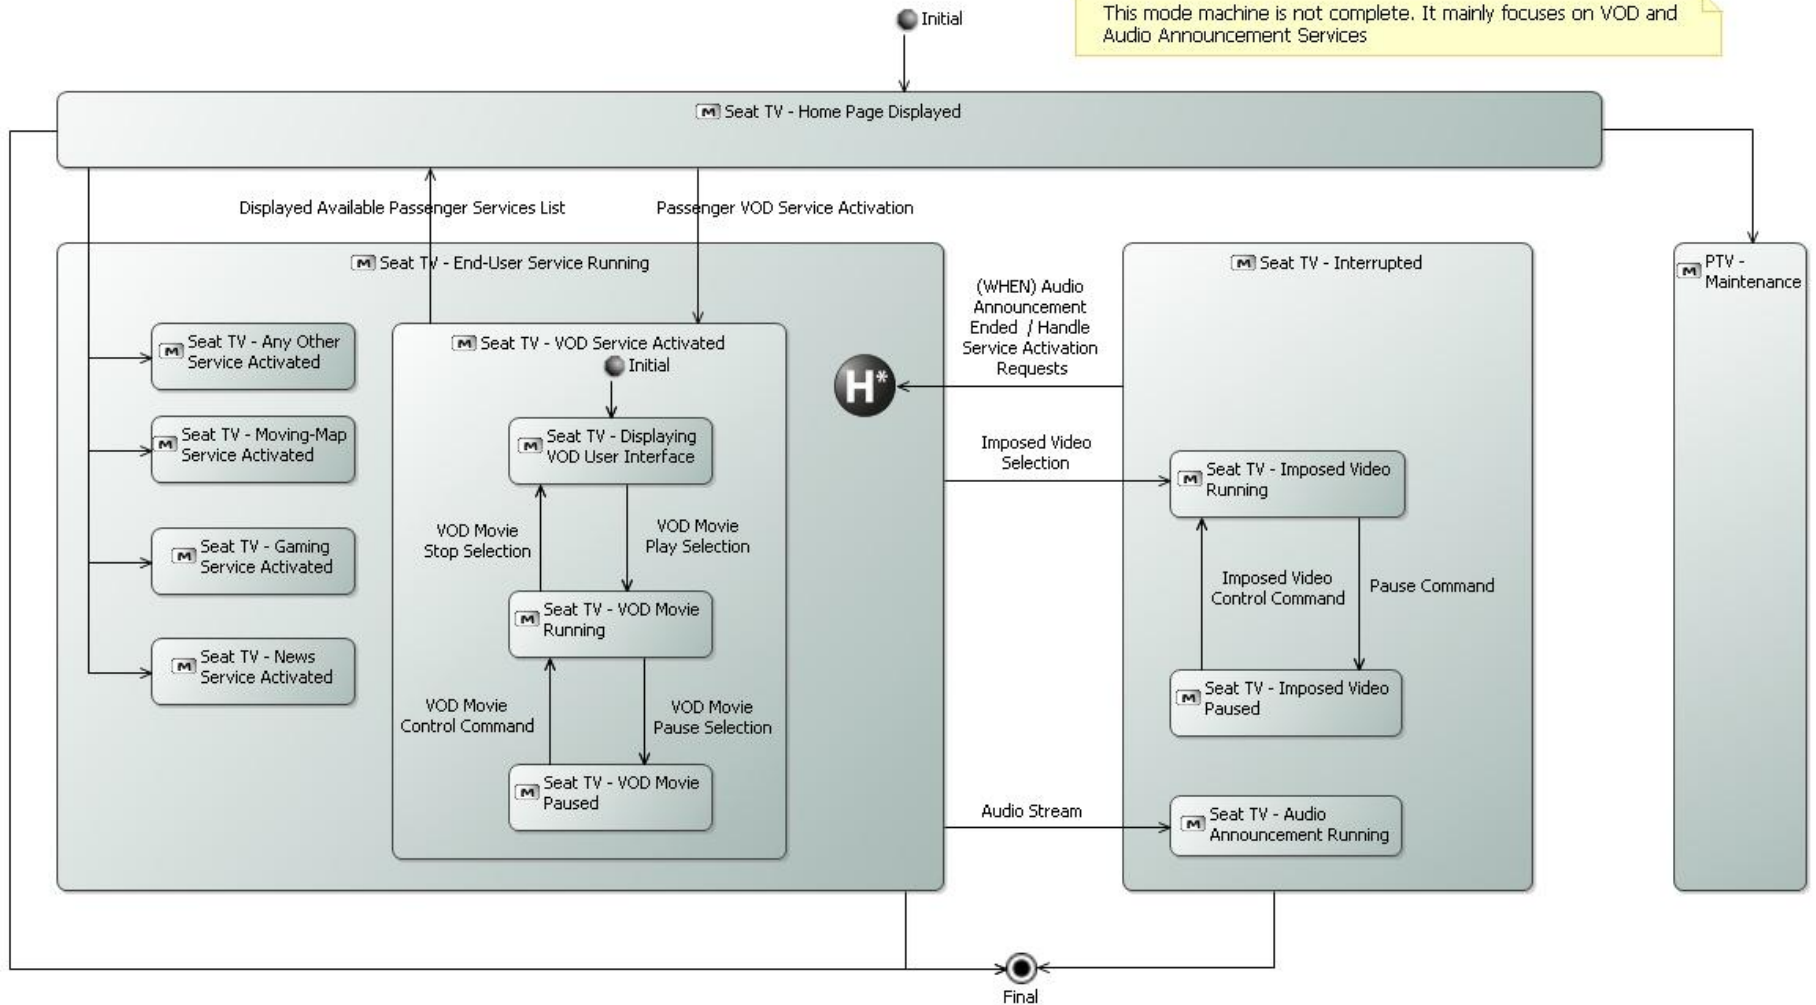 Initial
This mode machine is not complete. It mainly focuses on VOD and
Audio Announcement Services
M Seat TV - Home Page Displayed
Displayed Available Passenger Services List
Passenger VOD Service Activation
M Seat TV - End-User Service Running
M Seat TV - Any Other
Service Activated
M Seat TV - Moving-Map
Service Activated
M Seat TV - Gaming
Service Activated
M Seat TV - News
Service Activated
M Seat TV - VOD Service Activated
Initial
M Seat TV - Displaying
VOD User Interface
VOD Movie
Stop Selection
VOD Movie
Play Selection
M Seat TV - VOD Movie
Running
VOD Movie
Control Command
VOD Movie
Pause Selection
M Seat TV - VOD Movie
Paused
H*
(WHEN) Audio
Announcement
Ended / Handle
Service Activation
Requests
Imposed Video
Selection
Audio Stream
M Seat TV - Interrupted
M Seat TV - Imposed Video
Running
Imposed Video
Control Command
Pause Command
M Seat TV - Imposed Video
Paused
M Seat TV - Audio
Announcement Running
M PTV -
Maintenance
Final